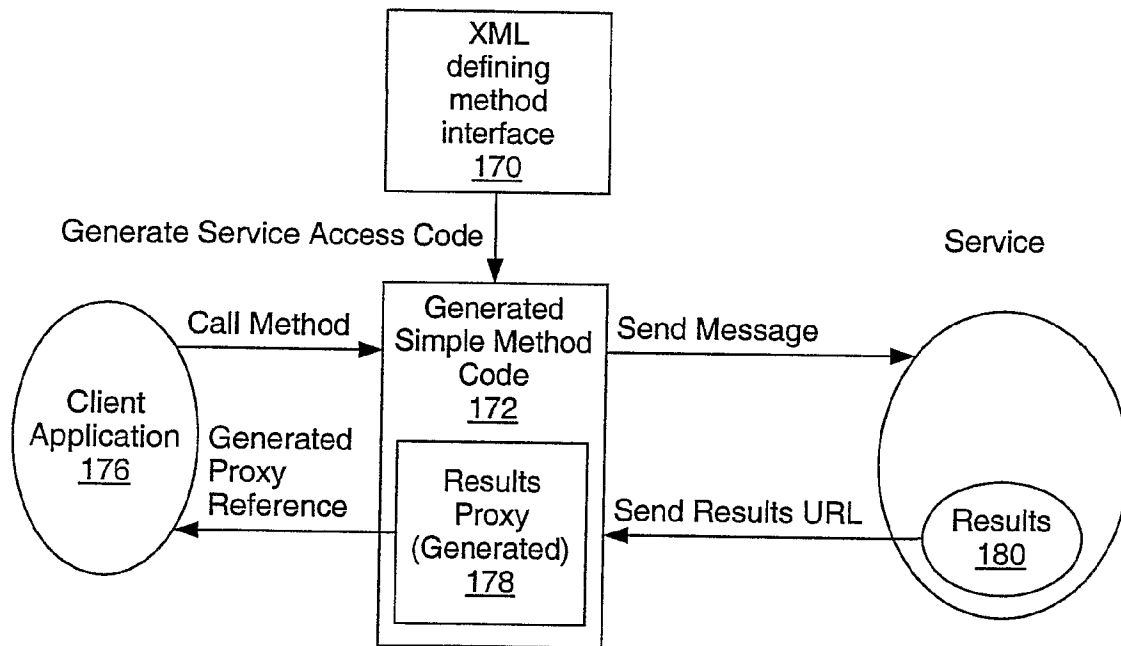 XML
defining
method
interface
170
Generate Service Access Code
Service
Call Method
Generated
Simple Method
Code
172
Send Message
Client
Application
176
Generated
Proxy
Reference
Results
Proxy
(Generated)
178
Send Results URL
Results
180